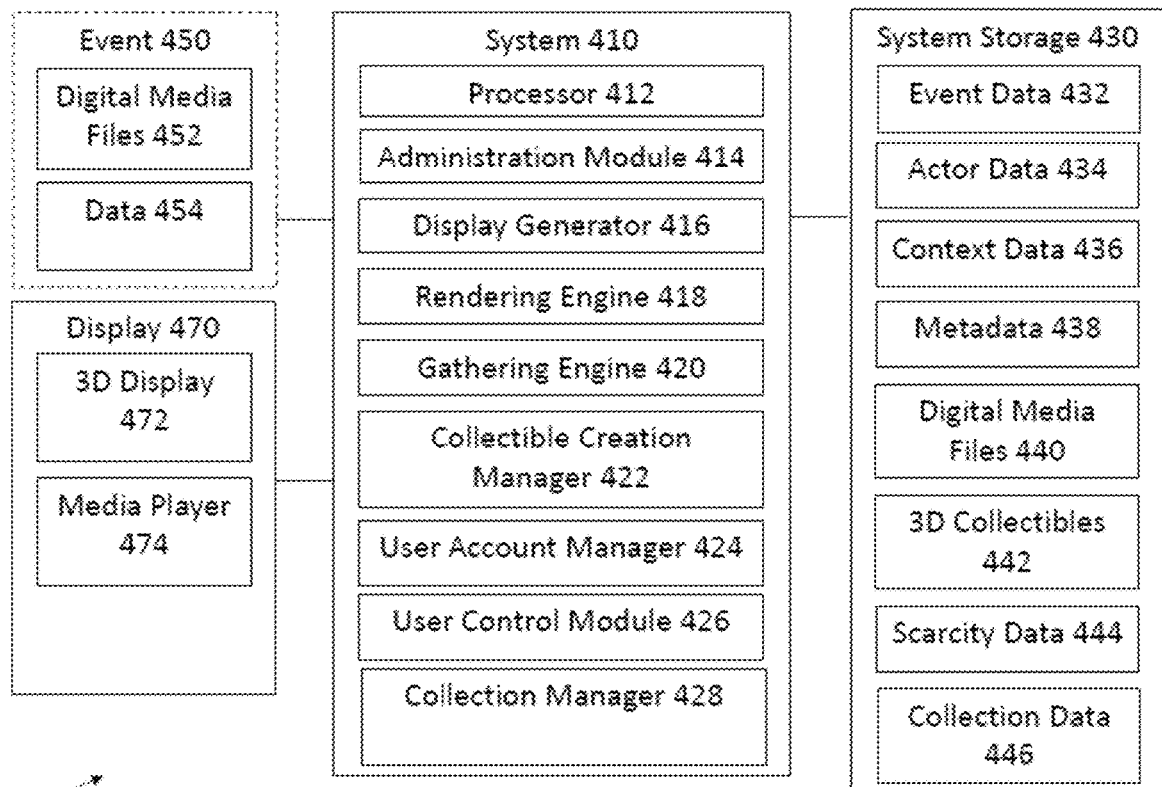 Event 450
Digital Media
Files 452
Data 454
Display 470
3D Display
472
Media Player
474
System 410
Processor 412
Administration Module 414
Display Generator 416
Rendering Engine 418
Gathering Engine 420
Collectible Creation
Manager 422
User Account Manager 424
User Control Module 426
Collection Manager 428
System Storage 430
Event Data 432
Actor Data 434
Context Data 436
Metadata 438
Digital Media
Files 440
3D Collectibles
442
Scarcity Data 444
Collection Data
446